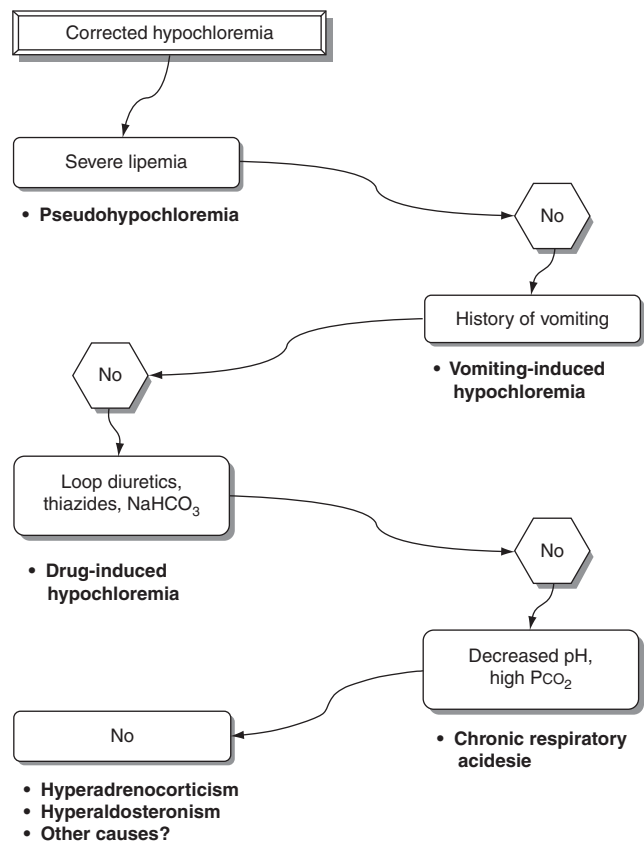 Corrected hypochloremia
Severe lipemia
• Pseudohypochloremia
No
History of vomiting
• Vomiting-induced
hypochloremia
No
Loop diuretics,
thiazides, NaHCO₃
• Drug-induced
hypochloremia
No
Decreased pH,
high PCO₂
• Chronic respiratory
acidesie
No
• Hyperadrenocorticism
• Hyperaldosteronism
• Other causes?